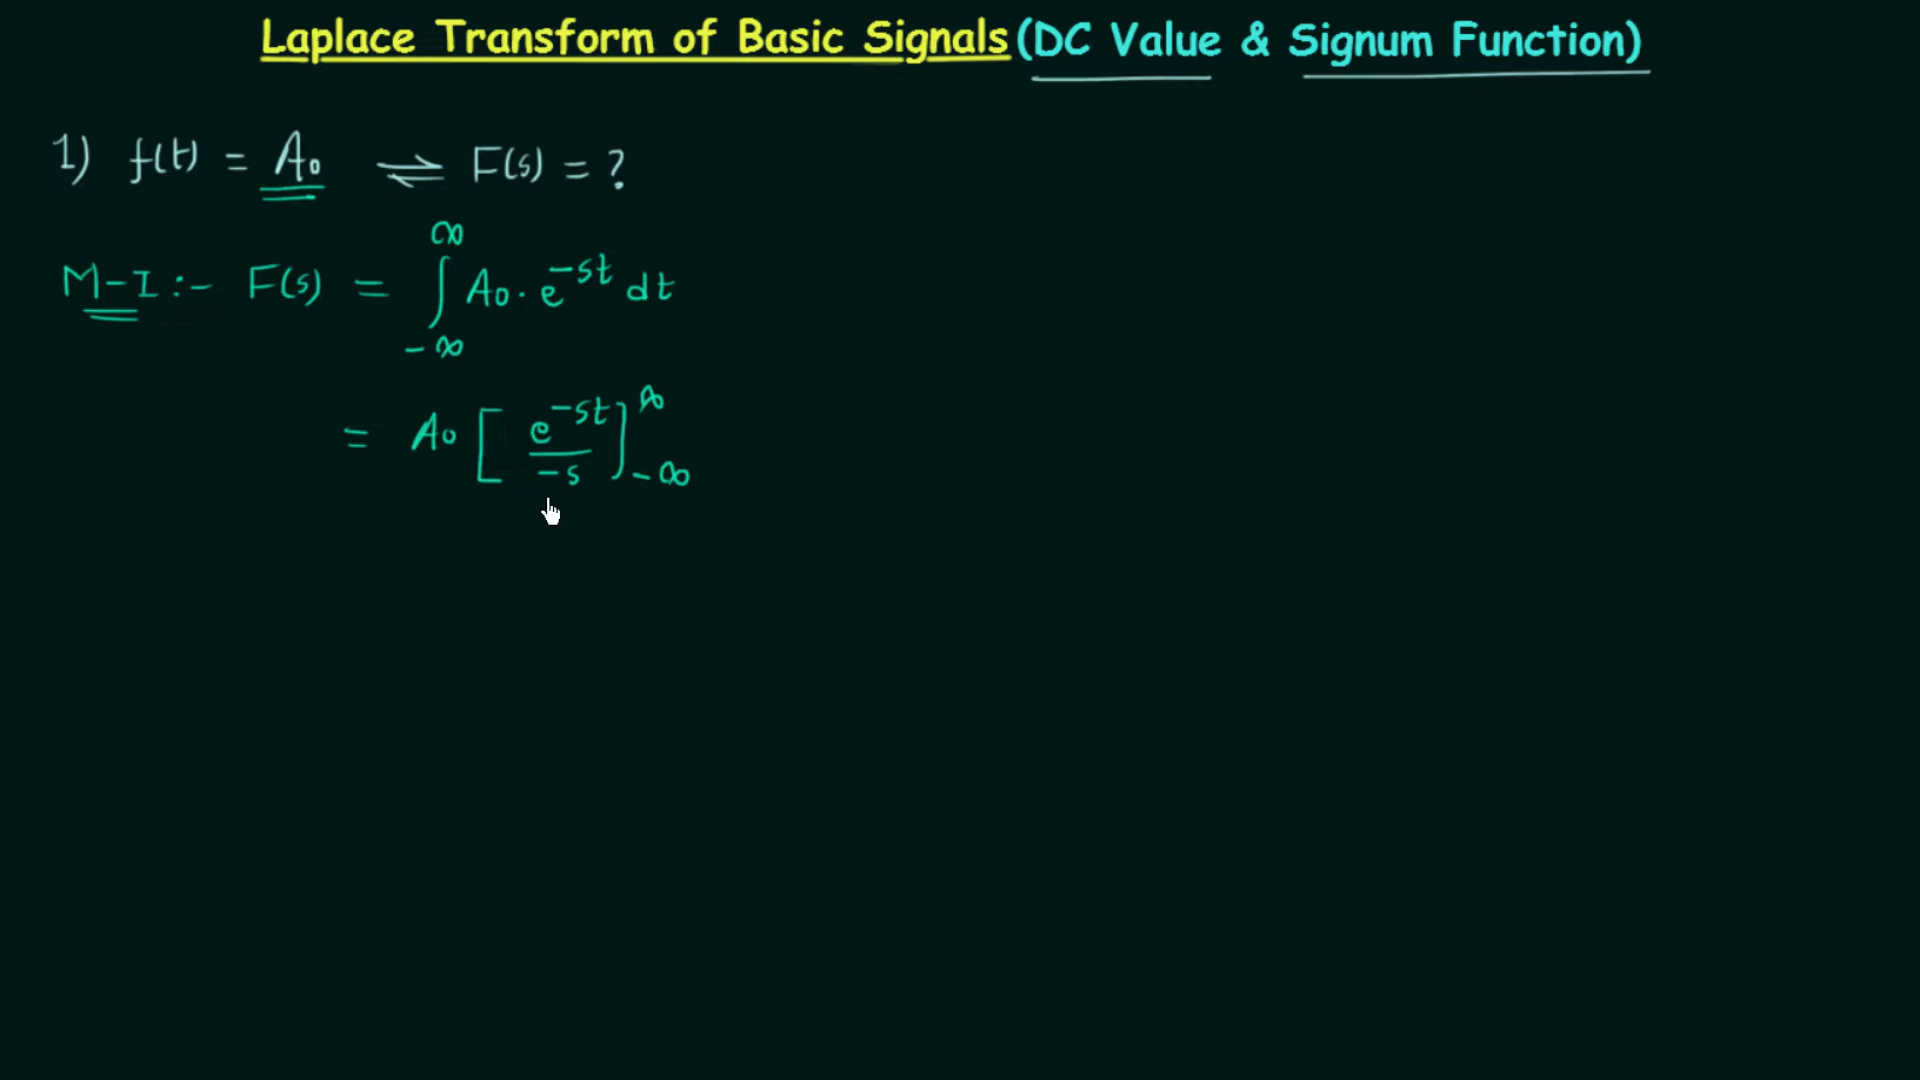 Laplace Transform of Basic Signals (DC Value & Signum Function)
1) f(t) = A₀ ⇌ F(s) = ?
M-I :- F(s) = ∫_{-∞}^{∞} A₀ · e^{-st} dt
= A₀ [ e^{-st} / -s ]_{-∞}^{∞}